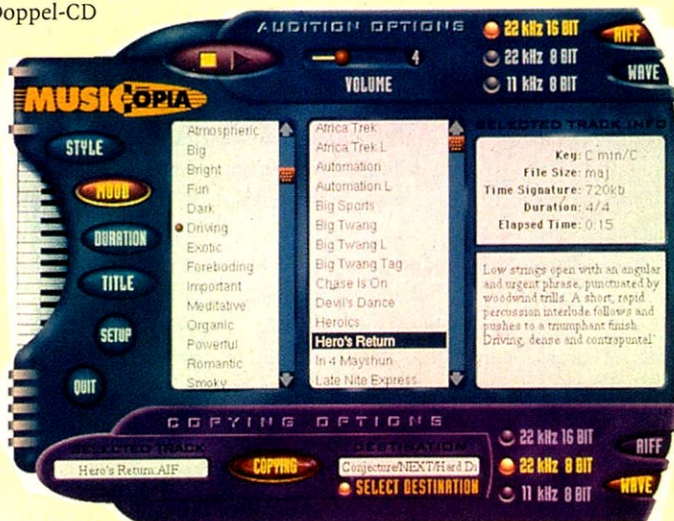 Doppel-CD
AUDITION OPTIONS
22 kHz 16 BIT
22 kHz 8 BIT
11 kHz 8 BIT
AIFF
WAVE
4
VOLUME
MUSICOPIA
STYLE
MOOD
DURATION
TITLE
SETUP
QUIT
Atmospheric
Big
Bright
Fun
Dark
Driving
Exotic
Foreboding
Important
Meditative
Organic
Powerful
Romantic
Smoky
Africa Trek
Africa Trek L
Automation
Automation L
Big Sports
Big Twang
Big Twang L
Big Twang Tag
Chase Is On
Devil's Dance
Heroics
Hero's Return
In 4 Mayshun
Late Nite Express
SELECTED TRACK INFO
Key: C min/C
File Size: maj
Time Signature: 720kb
Duration: 4/4
Elapsed Time: 0:15
Low strings open with an angular
and urgent phrase, punctuated by
woodwind trills. A short, rapid
percussion interlude follows and
pushes to a triumphant finish.
Driving, dense and contrapuntal
COPYING OPTIONS
SELECTED TRACK
Hero's Return.AIF
COPYING
DESTINATION
Conjecture/NEXT/Hard D
SELECT DESTINATION
22 kHz 16 BIT
22 kHz 8 BIT
11 kHz 8 BIT
AIFF
WAVE